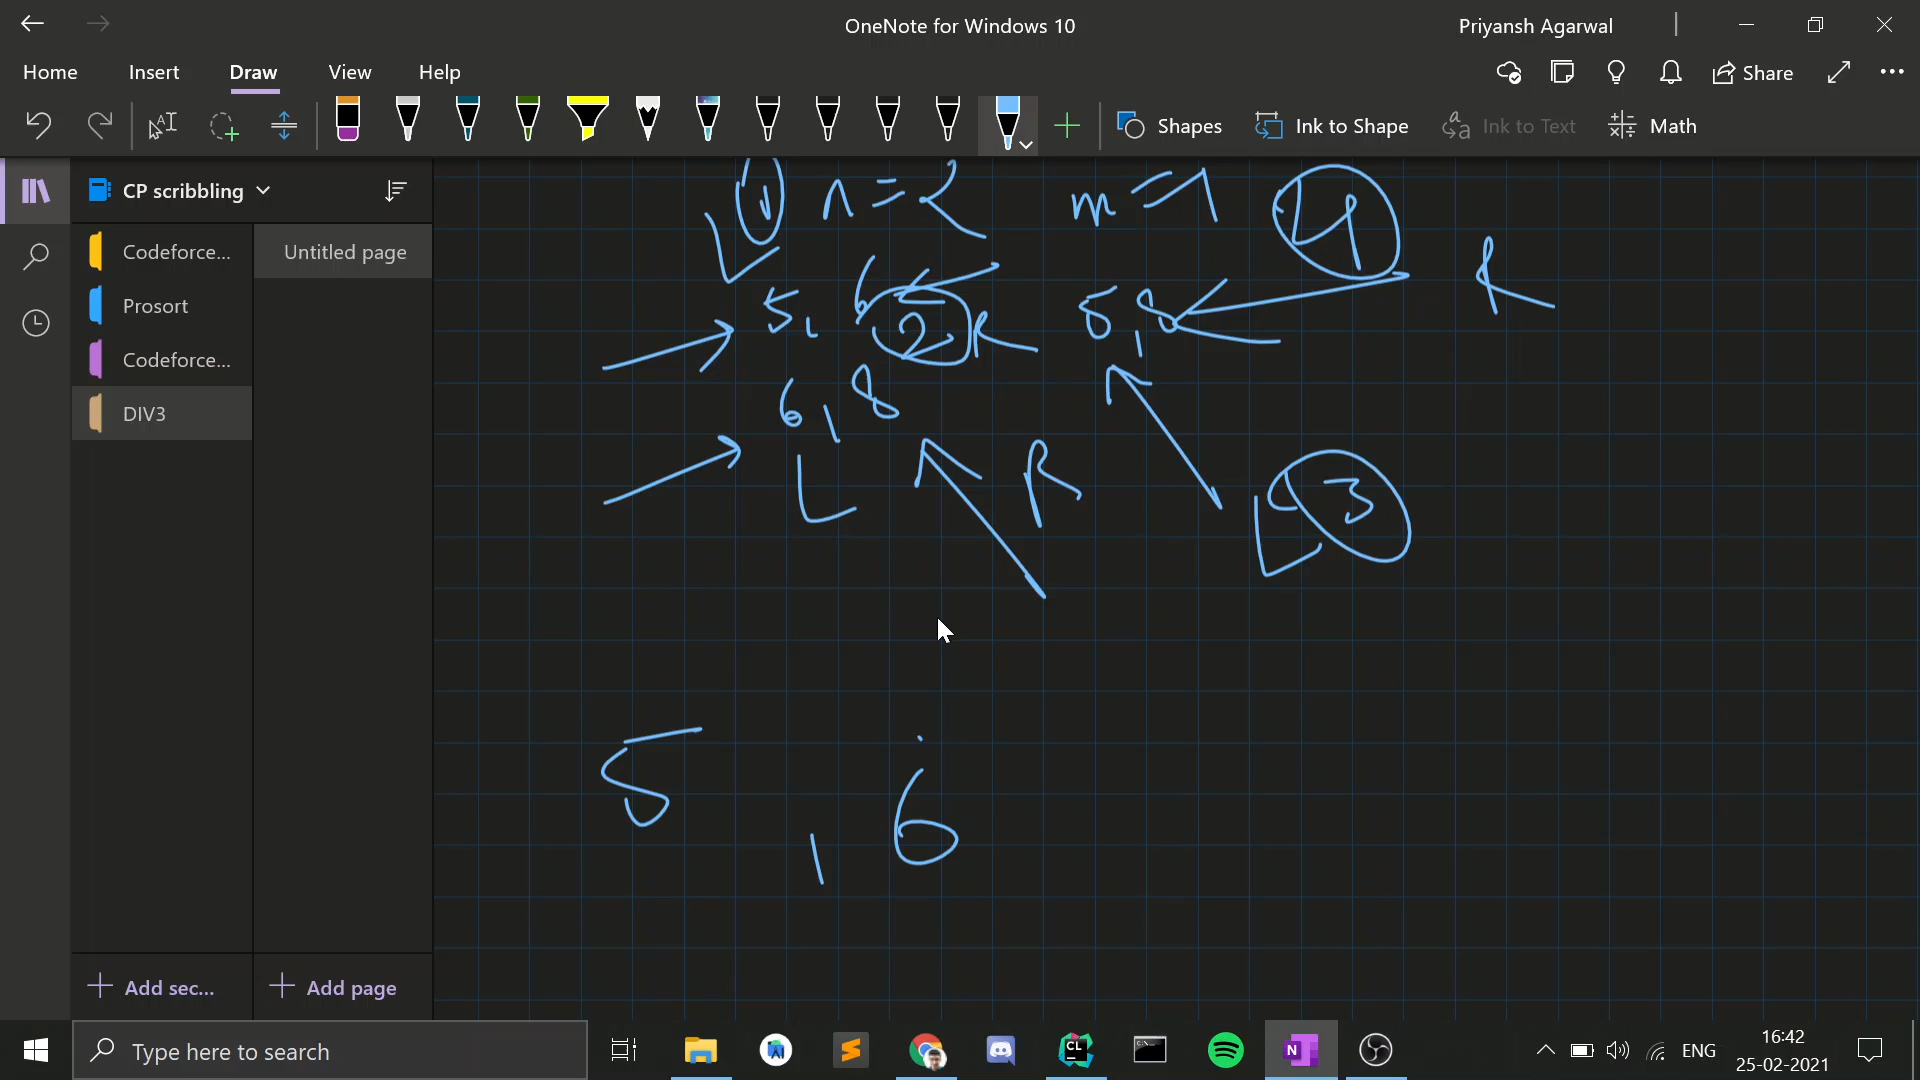 OneNote for Windows 10
Priyansh Agarwal
Home Insert Draw View Help
Share
Shapes Ink to Shape Ink to Text Math
CP scribbling
Codeforce...
Untitled page
Prosort
Codeforce...
DIV3
n = 2 m = 1 4
5, 6 2 R 5, 8 R
6, 8
L R 3
5, 6
Add sec... Add page
Type here to search
ENG
16:42
25-02-2021